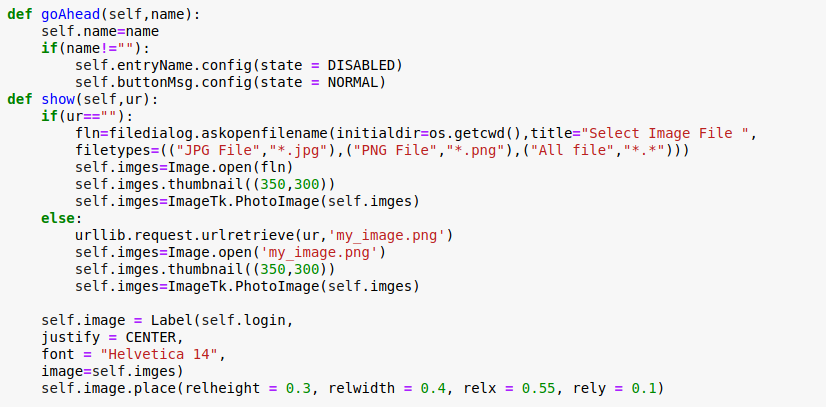 def goAhead(self,name):
    self.name=name
    if(name!=""):
        self.entryName.config(state = DISABLED)
        self.buttonMsg.config(state = NORMAL)
def show(self,ur):
    if(ur==""):
        fln=filedialog.askopenfilename(initialdir=os.getcwd(),title="Select Image File ",
        filetypes=(("JPG File","*.jpg"),("PNG File","*.png"),("All file","*.*")))
        self.imges=Image.open(fln)
        self.imges.thumbnail((350,300))
        self.imges=ImageTk.PhotoImage(self.imges)
    else:
        urllib.request.urlretrieve(ur,'my_image.png')
        self.imges=Image.open('my_image.png')
        self.imges.thumbnail((350,300))
        self.imges=ImageTk.PhotoImage(self.imges)

    self.image = Label(self.login,
    justify = CENTER,
    font = "Helvetica 14",
    image=self.imges)
    self.image.place(relheight = 0.3, relwidth = 0.4, relx = 0.55, rely = 0.1)